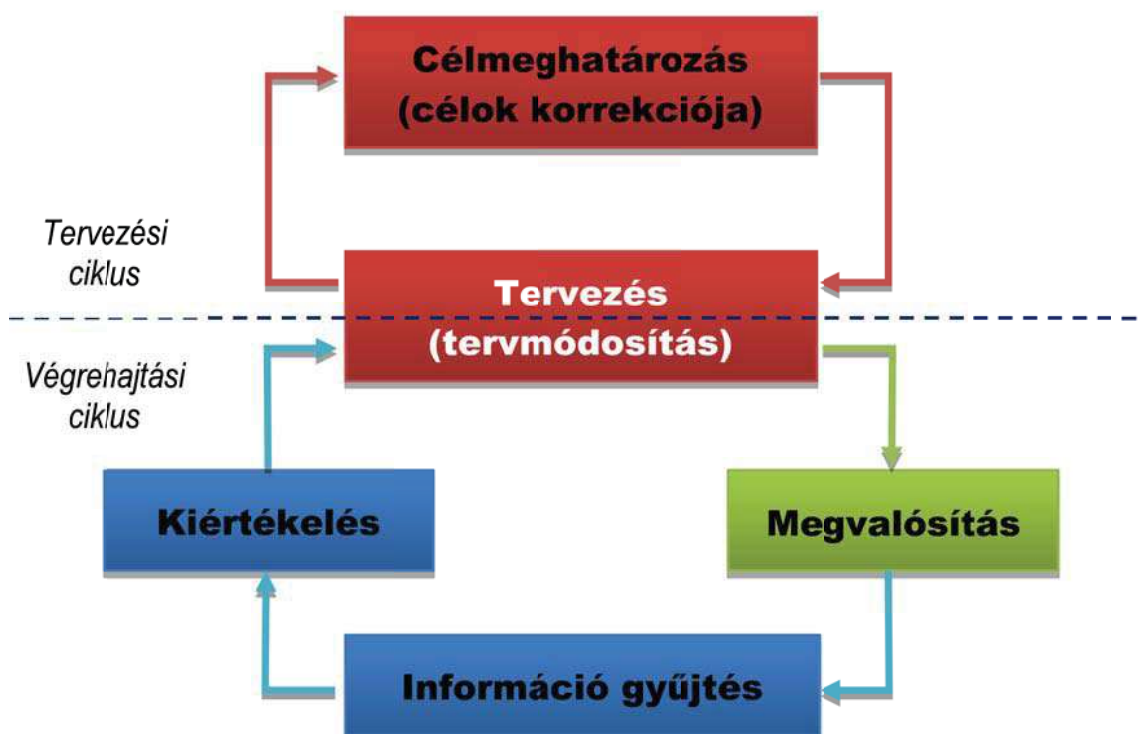 Célmeghatározás
(célok korrekciója)
Tervezési
ciklus
Tervezés
(tervmódosítás)
Végrehajtási
ciklus
Kiértékelés
Megvalósítás
Információ gyűjtés